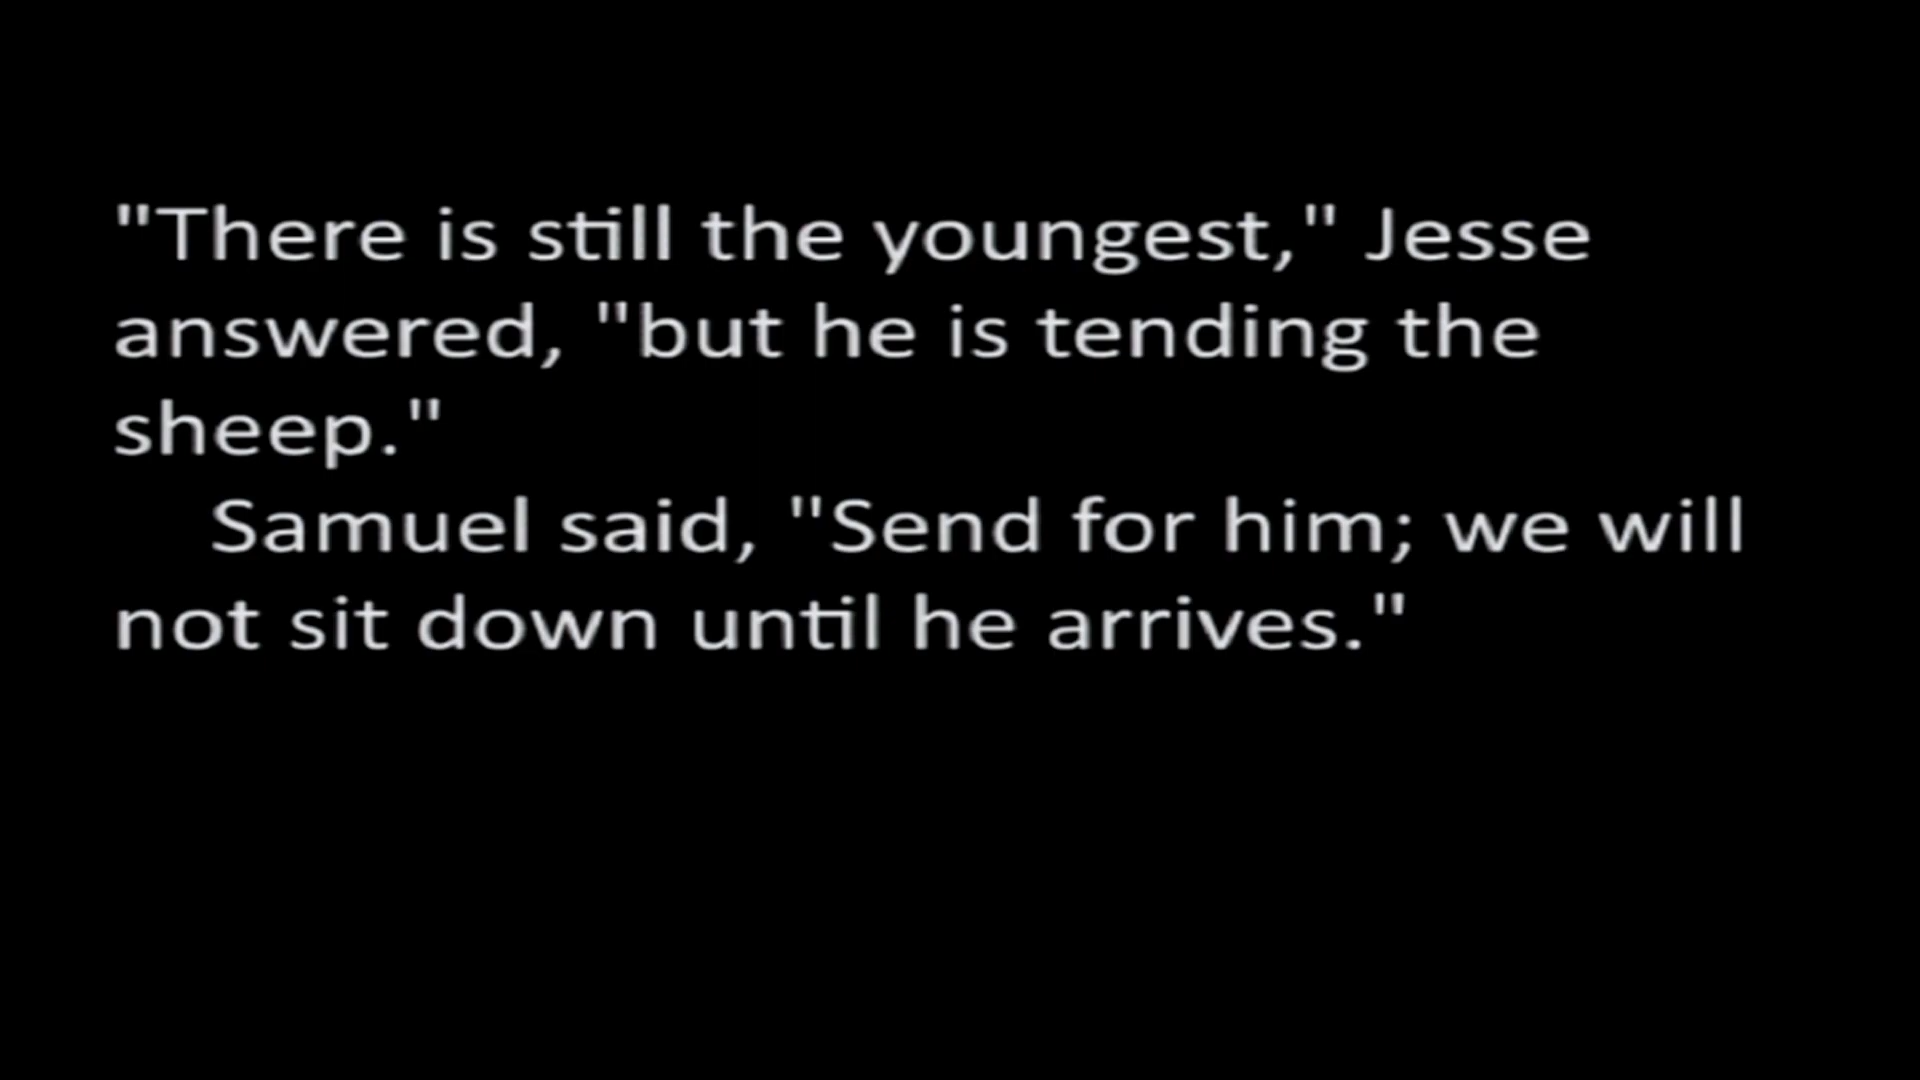 "There is still the youngest," Jesse
answered, "but he is tending the
sheep."
Samuel said, "Send for him; we will
not sit down until he arrives."